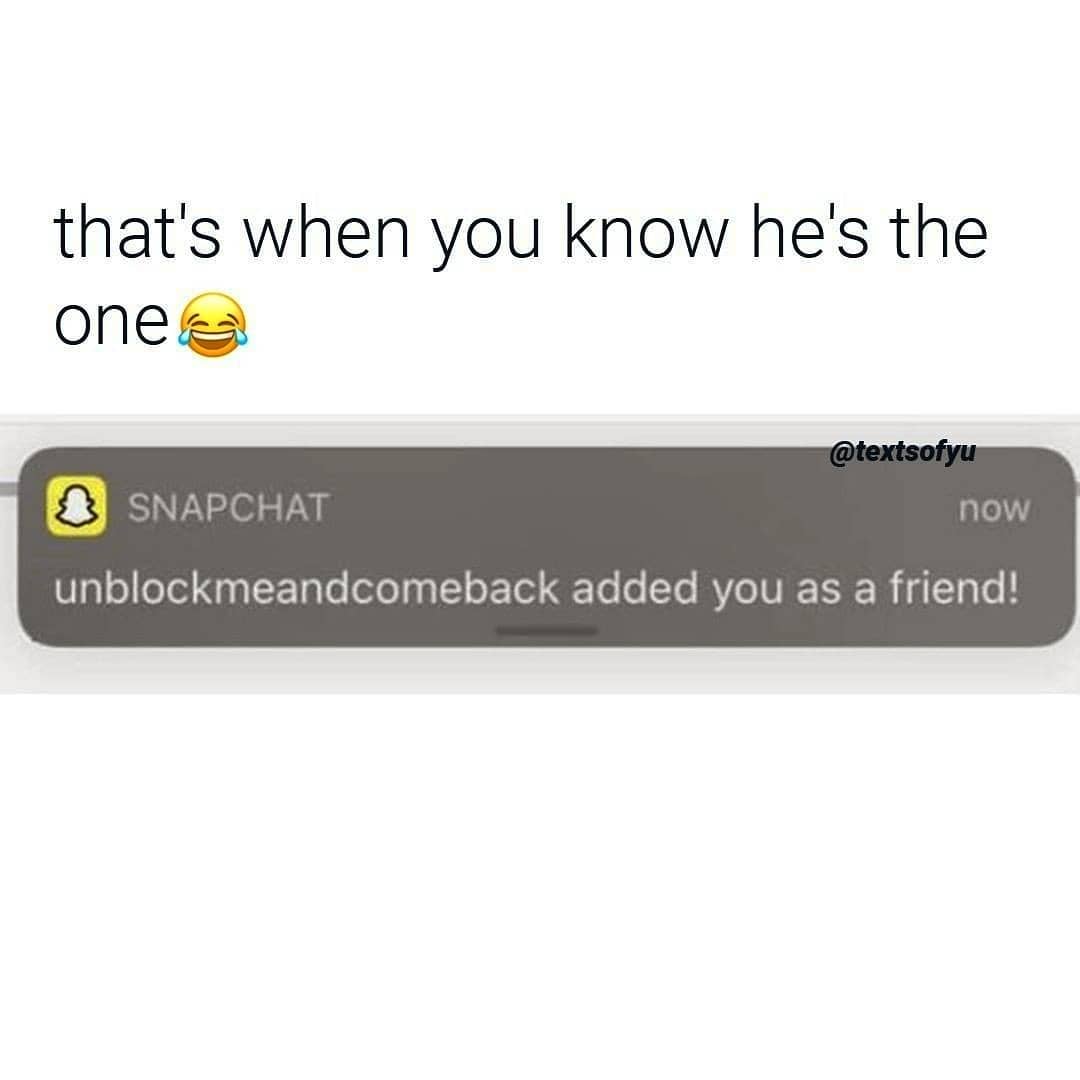 that's when you know he's the
one😂
@textsofyu
SNAPCHAT now
unblockmeandcomeback added you as a friend!